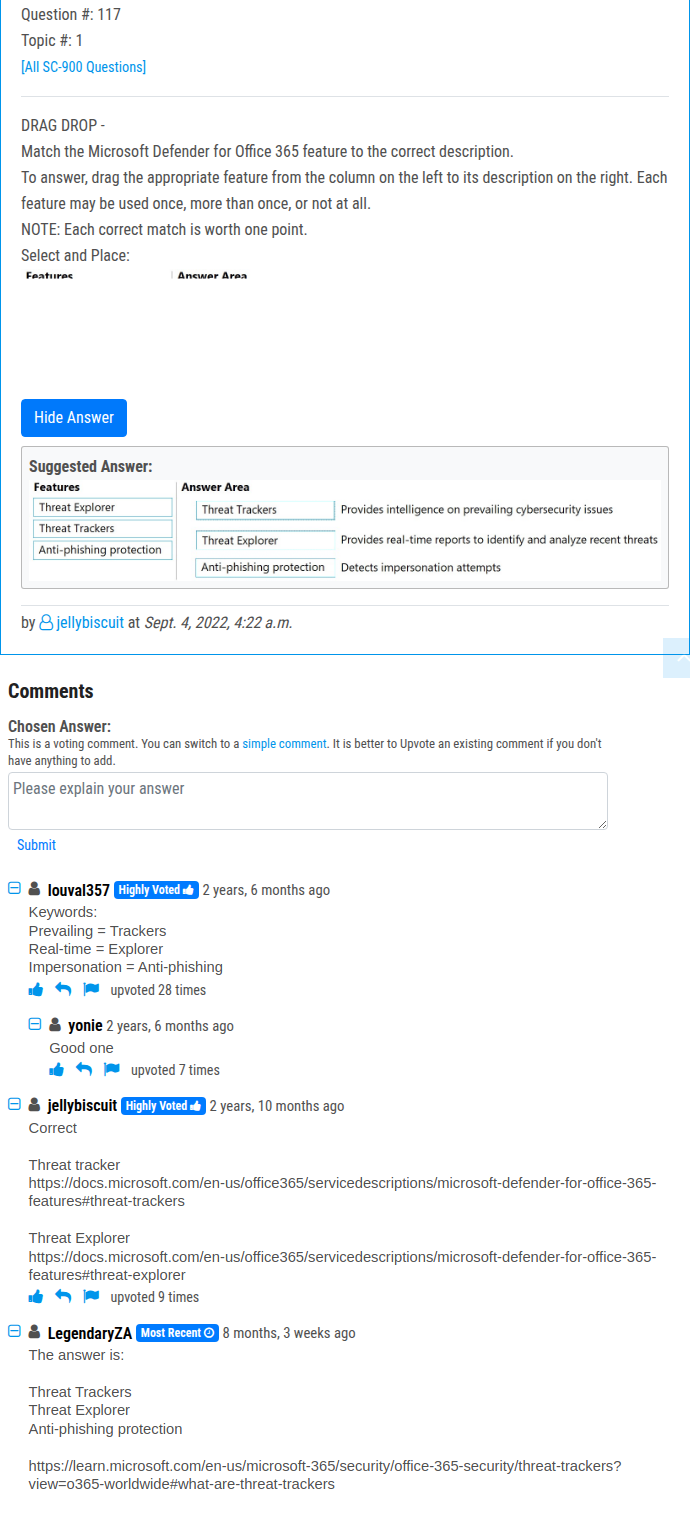 Question #: 117
Topic #: 1
[All SC-900 Questions]
DRAG DROP -
Match the Microsoft Defender for Office 365 feature to the correct description.
To answer, drag the appropriate feature from the column on the left to its description on the right. Each
feature may be used once, more than once, or not at all.
NOTE: Each correct match is worth one point.
Select and Place:
Features Answer Area
Hide Answer
Suggested Answer:
Features Answer Area
Threat Explorer Threat Trackers Provides intelligence on prevailing cybersecurity issues
Threat Trackers
Threat Explorer Provides real-time reports to identify and analyze recent threats
Anti-phishing protection
Anti-phishing protection Detects impersonation attempts
by jellybiscuit at Sept. 4, 2022, 4:22 a.m.
Comments
Chosen Answer:
This is a voting comment. You can switch to a simple comment. It is better to Upvote an existing comment if you don't
have anything to add.
Please explain your answer
Submit
louval357 Highly Voted 2 years, 6 months ago
Keywords:
Prevailing = Trackers
Real-time = Explorer
Impersonation = Anti-phishing
upvoted 28 times
yonie 2 years, 6 months ago
Good one
upvoted 7 times
jellybiscuit Highly Voted 2 years, 10 months ago
Correct
Threat tracker
https://docs.microsoft.com/en-us/office365/servicedescriptions/microsoft-defender-for-office-365-
features#threat-trackers
Threat Explorer
https://docs.microsoft.com/en-us/office365/servicedescriptions/microsoft-defender-for-office-365-
features#threat-explorer
upvoted 9 times
LegendaryZA Most Recent 8 months, 3 weeks ago
The answer is:
Threat Trackers
Threat Explorer
Anti-phishing protection
https://learn.microsoft.com/en-us/microsoft-365/security/office-365-security/threat-trackers?
view=o365-worldwide#what-are-threat-trackers